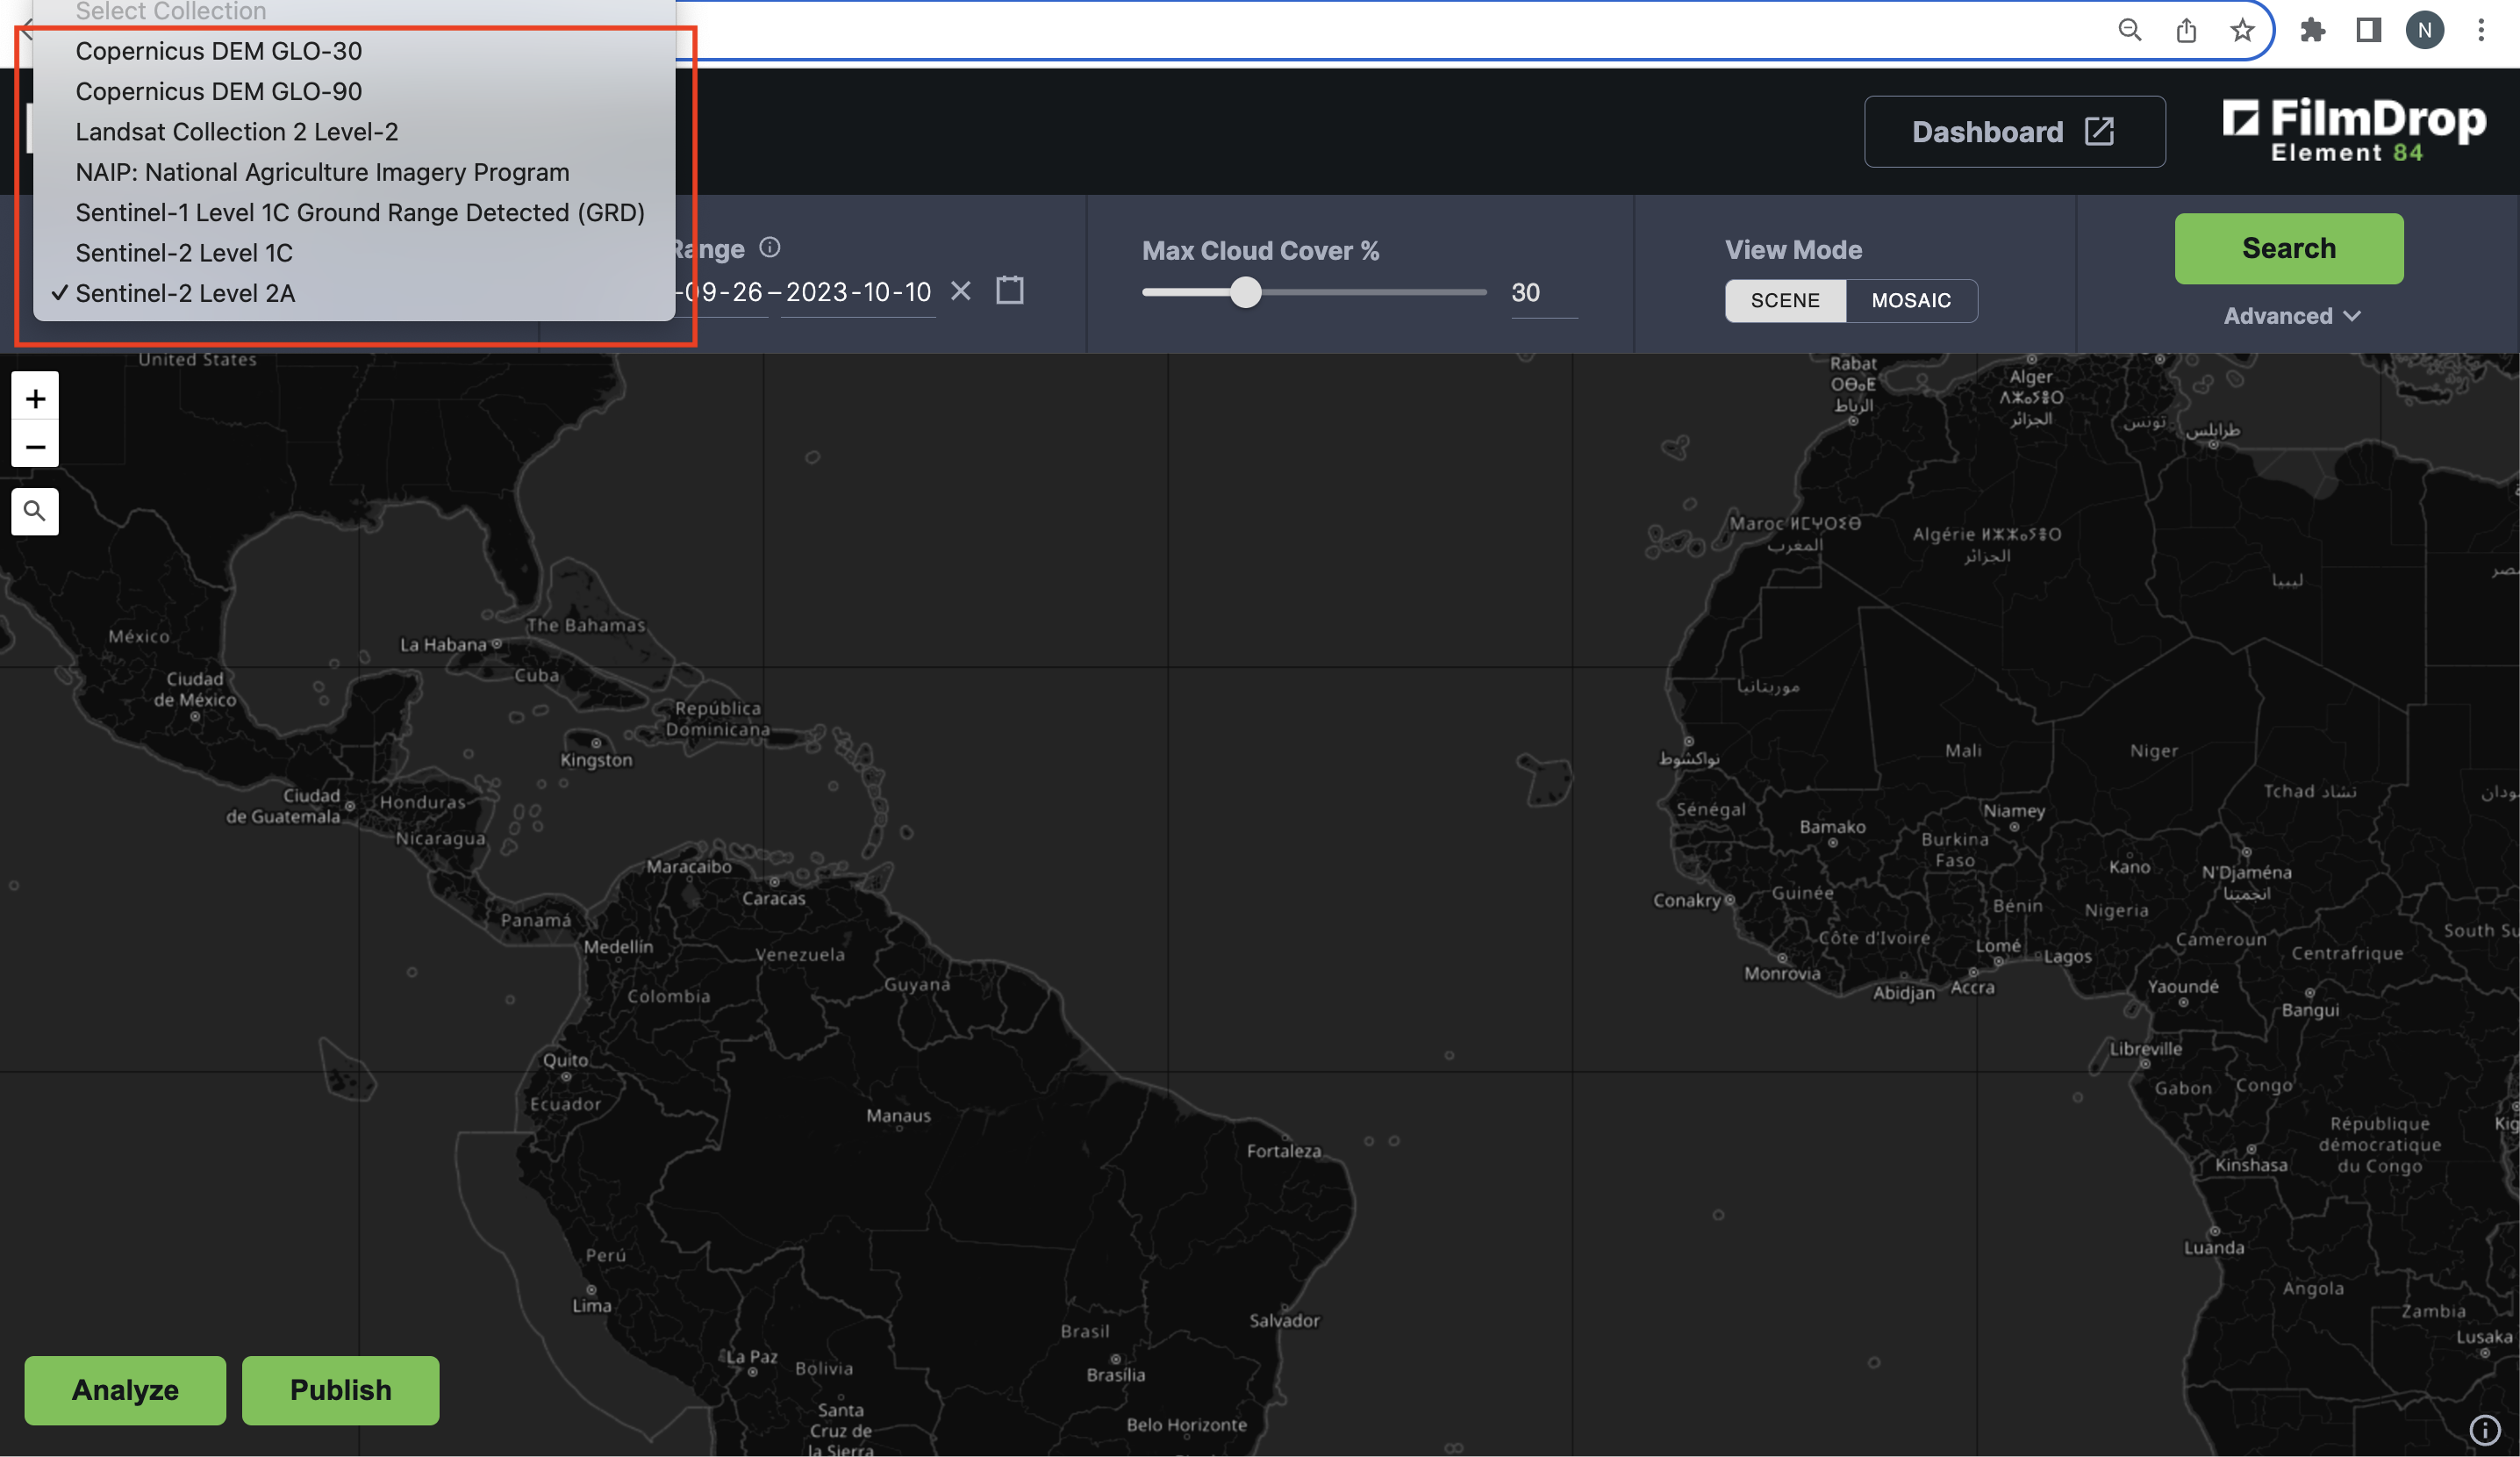 Select Collection
Copernicus DEM GLO-30
Copernicus DEM GLO-90
Landsat Collection 2 Level-2
NAIP: National Agriculture Imagery Program
Sentinel-1 Level 1C Ground Range Detected (GRD)
Sentinel-2 Level 1C
✓ Sentinel-2 Level 2A
N
Dashboard
FilmDrop
Element 84
Range
-09-26 – 2023-10-10
Max Cloud Cover %
30
View Mode
SCENE
MOSAIC
Search
Advanced
+
−
United States
México
Ciudad
de México
La Habana
The Bahamas
Cuba
República
Dominicana
Kingston
Ciudad
de Guatemala
Honduras
Nicaragua
Maracaibo
Caracas
Panamá
Medellín
Venezuela
Guyana
Colombia
Quito
Ecuador
Manaus
Fortaleza
Perú
Lima
Salvador
Brasil
La Paz
Bolivia
Brasília
Santa
Cruz de
la Sierra
Belo Horizonte
Rabat
ⵔⴱⴰⵟ
الرباط
Alger
الجزائر
تونس
طرابلس
Maroc
المغرب
Algérie
الجزائر
ليبيا
موريتانيا
نواكشوط
Mali
Niger
Tchad تشاد
Sénégal
Bamako
Niamey
Burkina
Faso
Kano
N'Djaména
انجمينا
Conakry
Guinée
Bénin
Nigeria
Côte d'Ivoire
Lomé
Lagos
Cameroun
Centrafrique
South Su
Monrovia
Abidjan
Accra
Yaoundé
Bangui
Libreville
Gabon
Congo
République
démocratique
du Congo
Kig
Kinshasa
Luanda
Angola
Zambia
Lusaka
Analyze
Publish